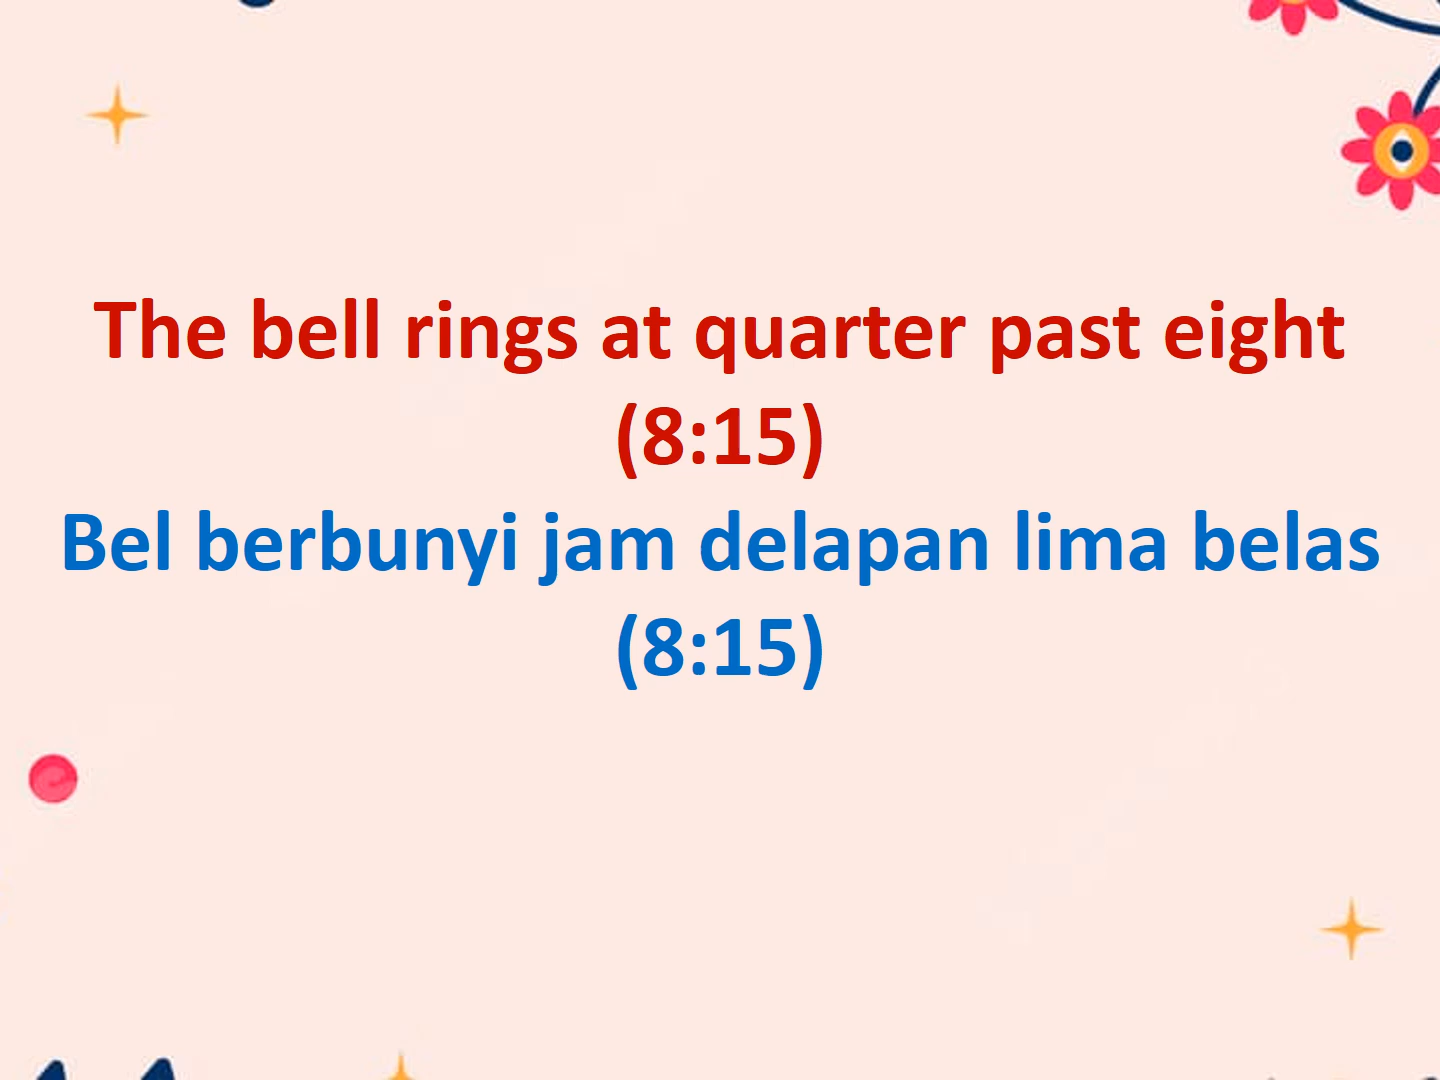 The bell rings at quarter past eight
(8:15)
Bel berbunyi jam delapan lima belas
(8:15)